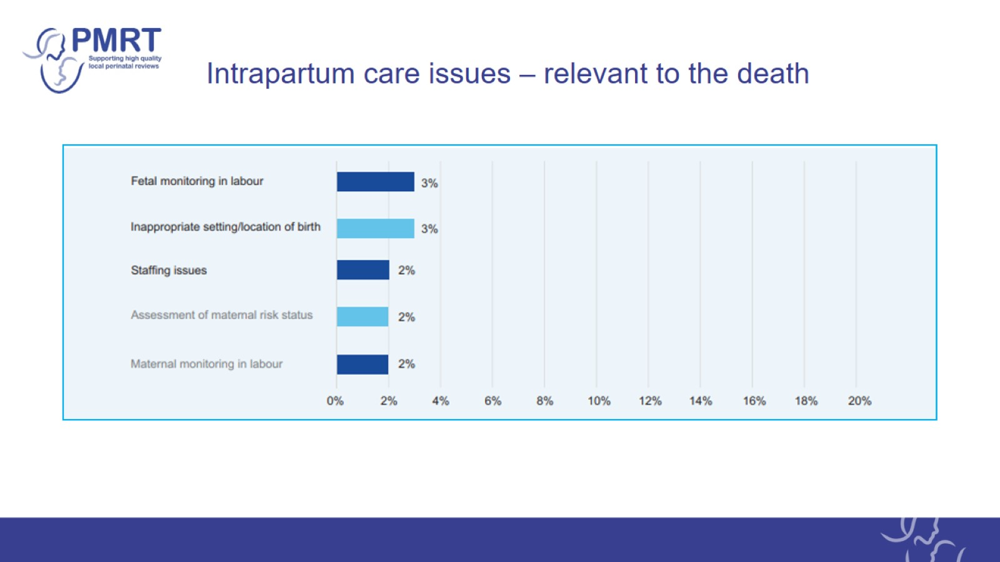 PMRT
Supporting high quality
local perinatal reviews
Intrapartum care issues – relevant to the death
Fetal monitoring in labour 3%
Inappropriate setting/location of birth 3%
Staffing issues 2%
Assessment of maternal risk status 2%
Maternal monitoring in labour 2%
0% 2% 4% 6% 8% 10% 12% 14% 16% 18% 20%